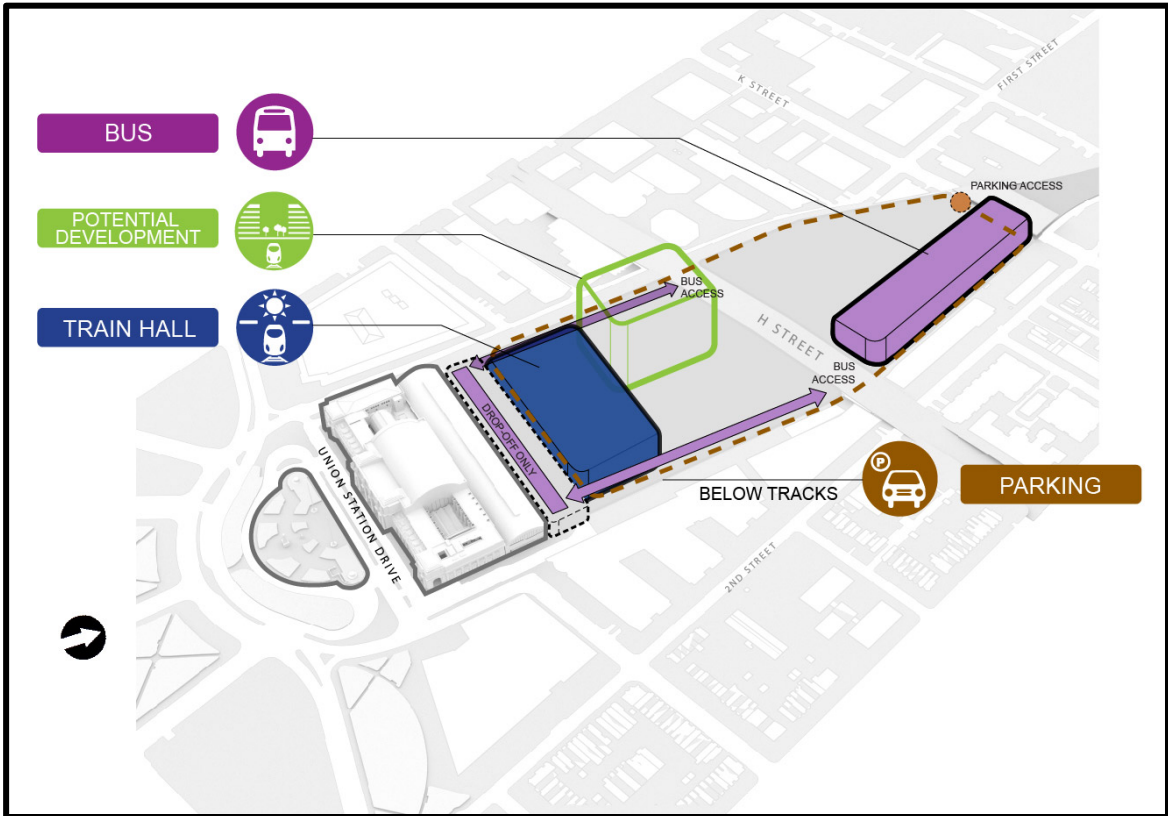 K STREET
FIRST STREET
BUS
PARKING ACCESS
POTENTIAL
DEVELOPMENT
BUS
ACCESS
TRAIN HALL
H STREET
BUS
ACCESS
DROP-OFF ONLY
UNION STATION DRIVE
P
BELOW TRACKS
PARKING
2ND STREET